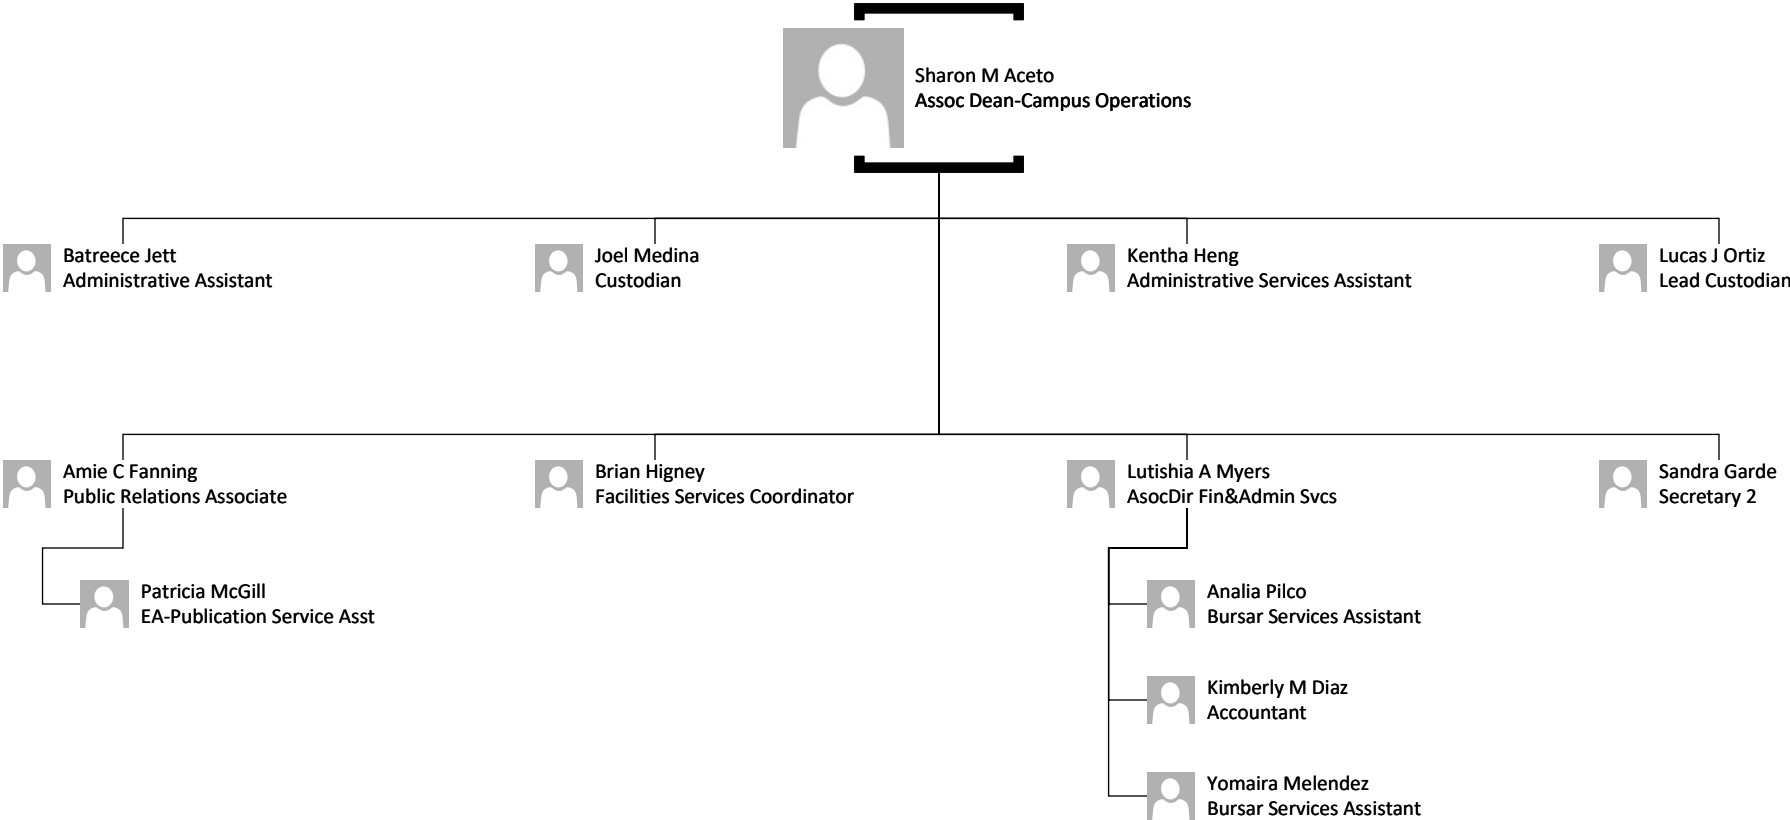 Sharon M Aceto
Assoc Dean-Campus Operations
Batreece Jett
Administrative Assistant
Joel Medina
Custodian
Kentha Heng
Administrative Services Assistant
Lucas J Ortiz
Lead Custodian
Amie C Fanning
Public Relations Associate
Brian Higney
Facilities Services Coordinator
Lutishia A Myers
AsocDir Fin&Admin Svcs
Sandra Garde
Secretary 2
Patricia McGill
EA-Publication Service Asst
Analia Pilco
Bursar Services Assistant
Kimberly M Diaz
Accountant
Yomaira Melendez
Bursar Services Assistant